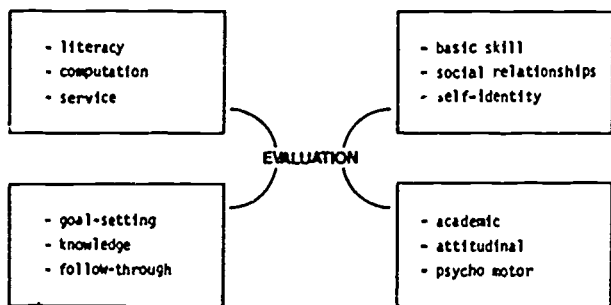 - literacy
- computation
- service
- basic skill
- social relationships
- self-identity
EVALUATION
- goal-setting
- knowledge
- follow-through
- academic
- attitudinal
- psycho motor